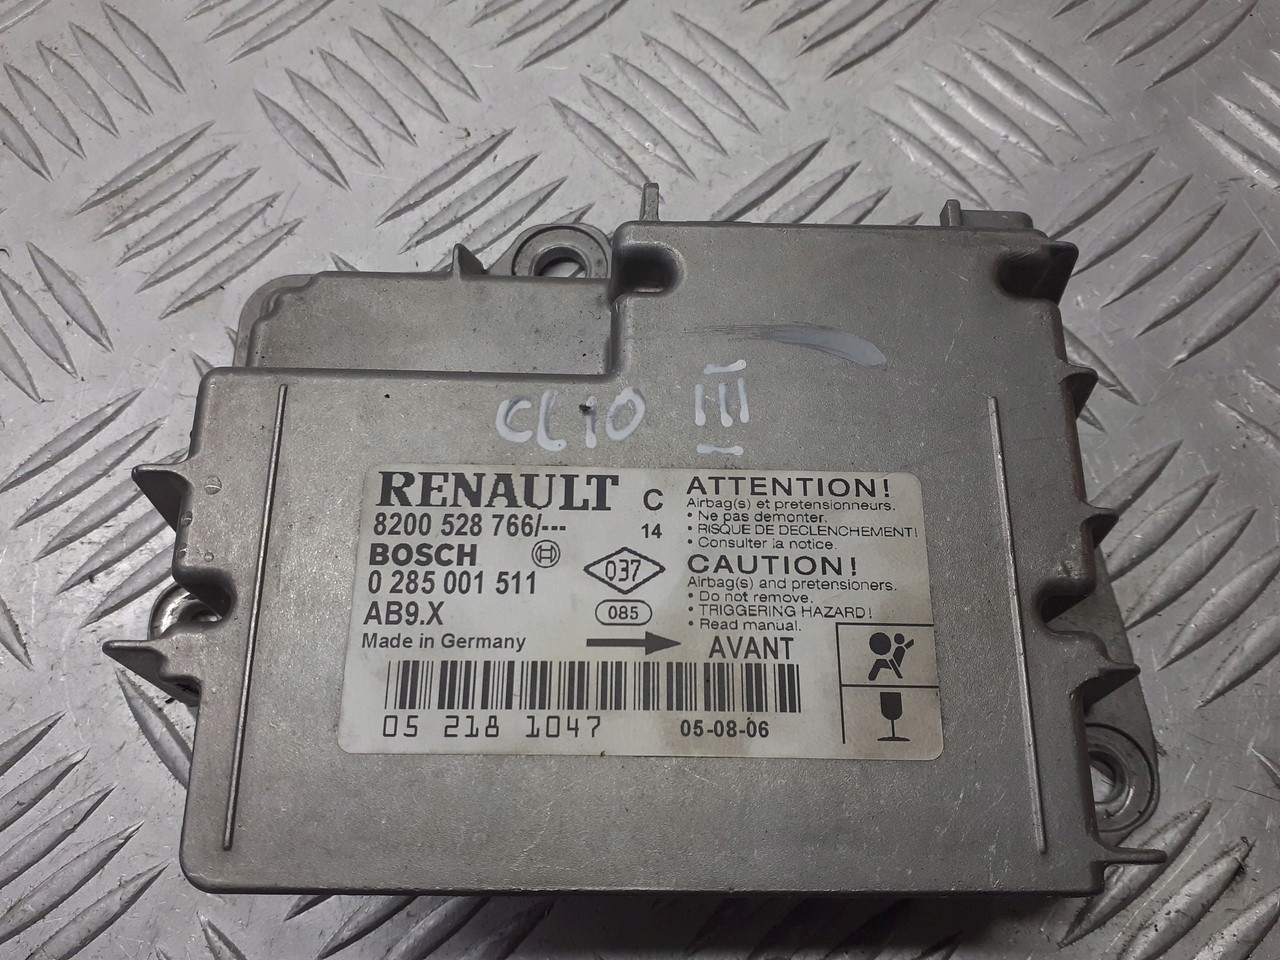 CLiO III
RENAULT
8200 528 766/---
BOSCH
0 285 001 511
AB9.X
Made in Germany
C
14
037
085
ATTENTION!
Airbag(s) et pretensionneurs.
• Ne pas demonter.
• RISQUE DE DECLENCHEMENT!
• Consulter la notice.
CAUTION!
Airbag(s) and pretensioners.
• Do not remove.
• TRIGGERING HAZARD!
• Read manual.
AVANT
05 2181 1047
05-08-06